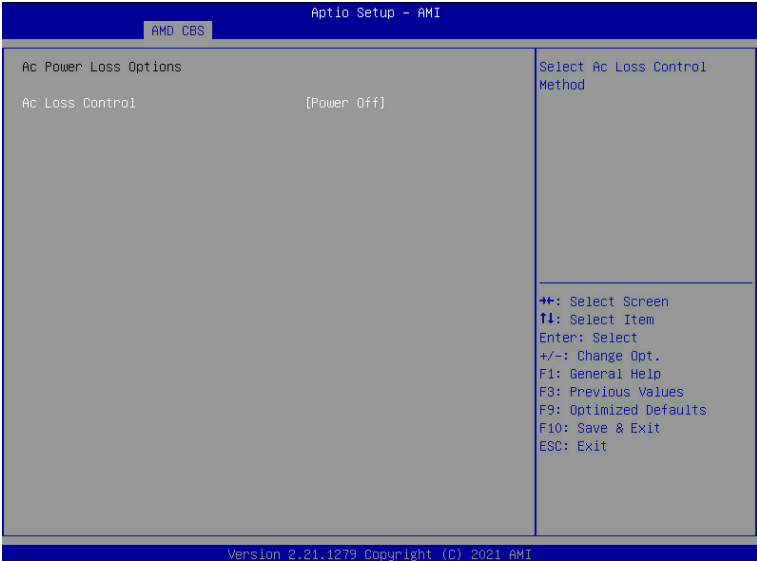 Aptio Setup – AMI
AMD CBS
Ac Power Loss Options
Ac Loss Control [Power Off]
Select Ac Loss Control
Method
→←: Select Screen
↑↓: Select Item
Enter: Select
+/-: Change Opt.
F1: General Help
F3: Previous Values
F9: Optimized Defaults
F10: Save & Exit
ESC: Exit
Version 2.21.1279 Copyright (C) 2021 AMI